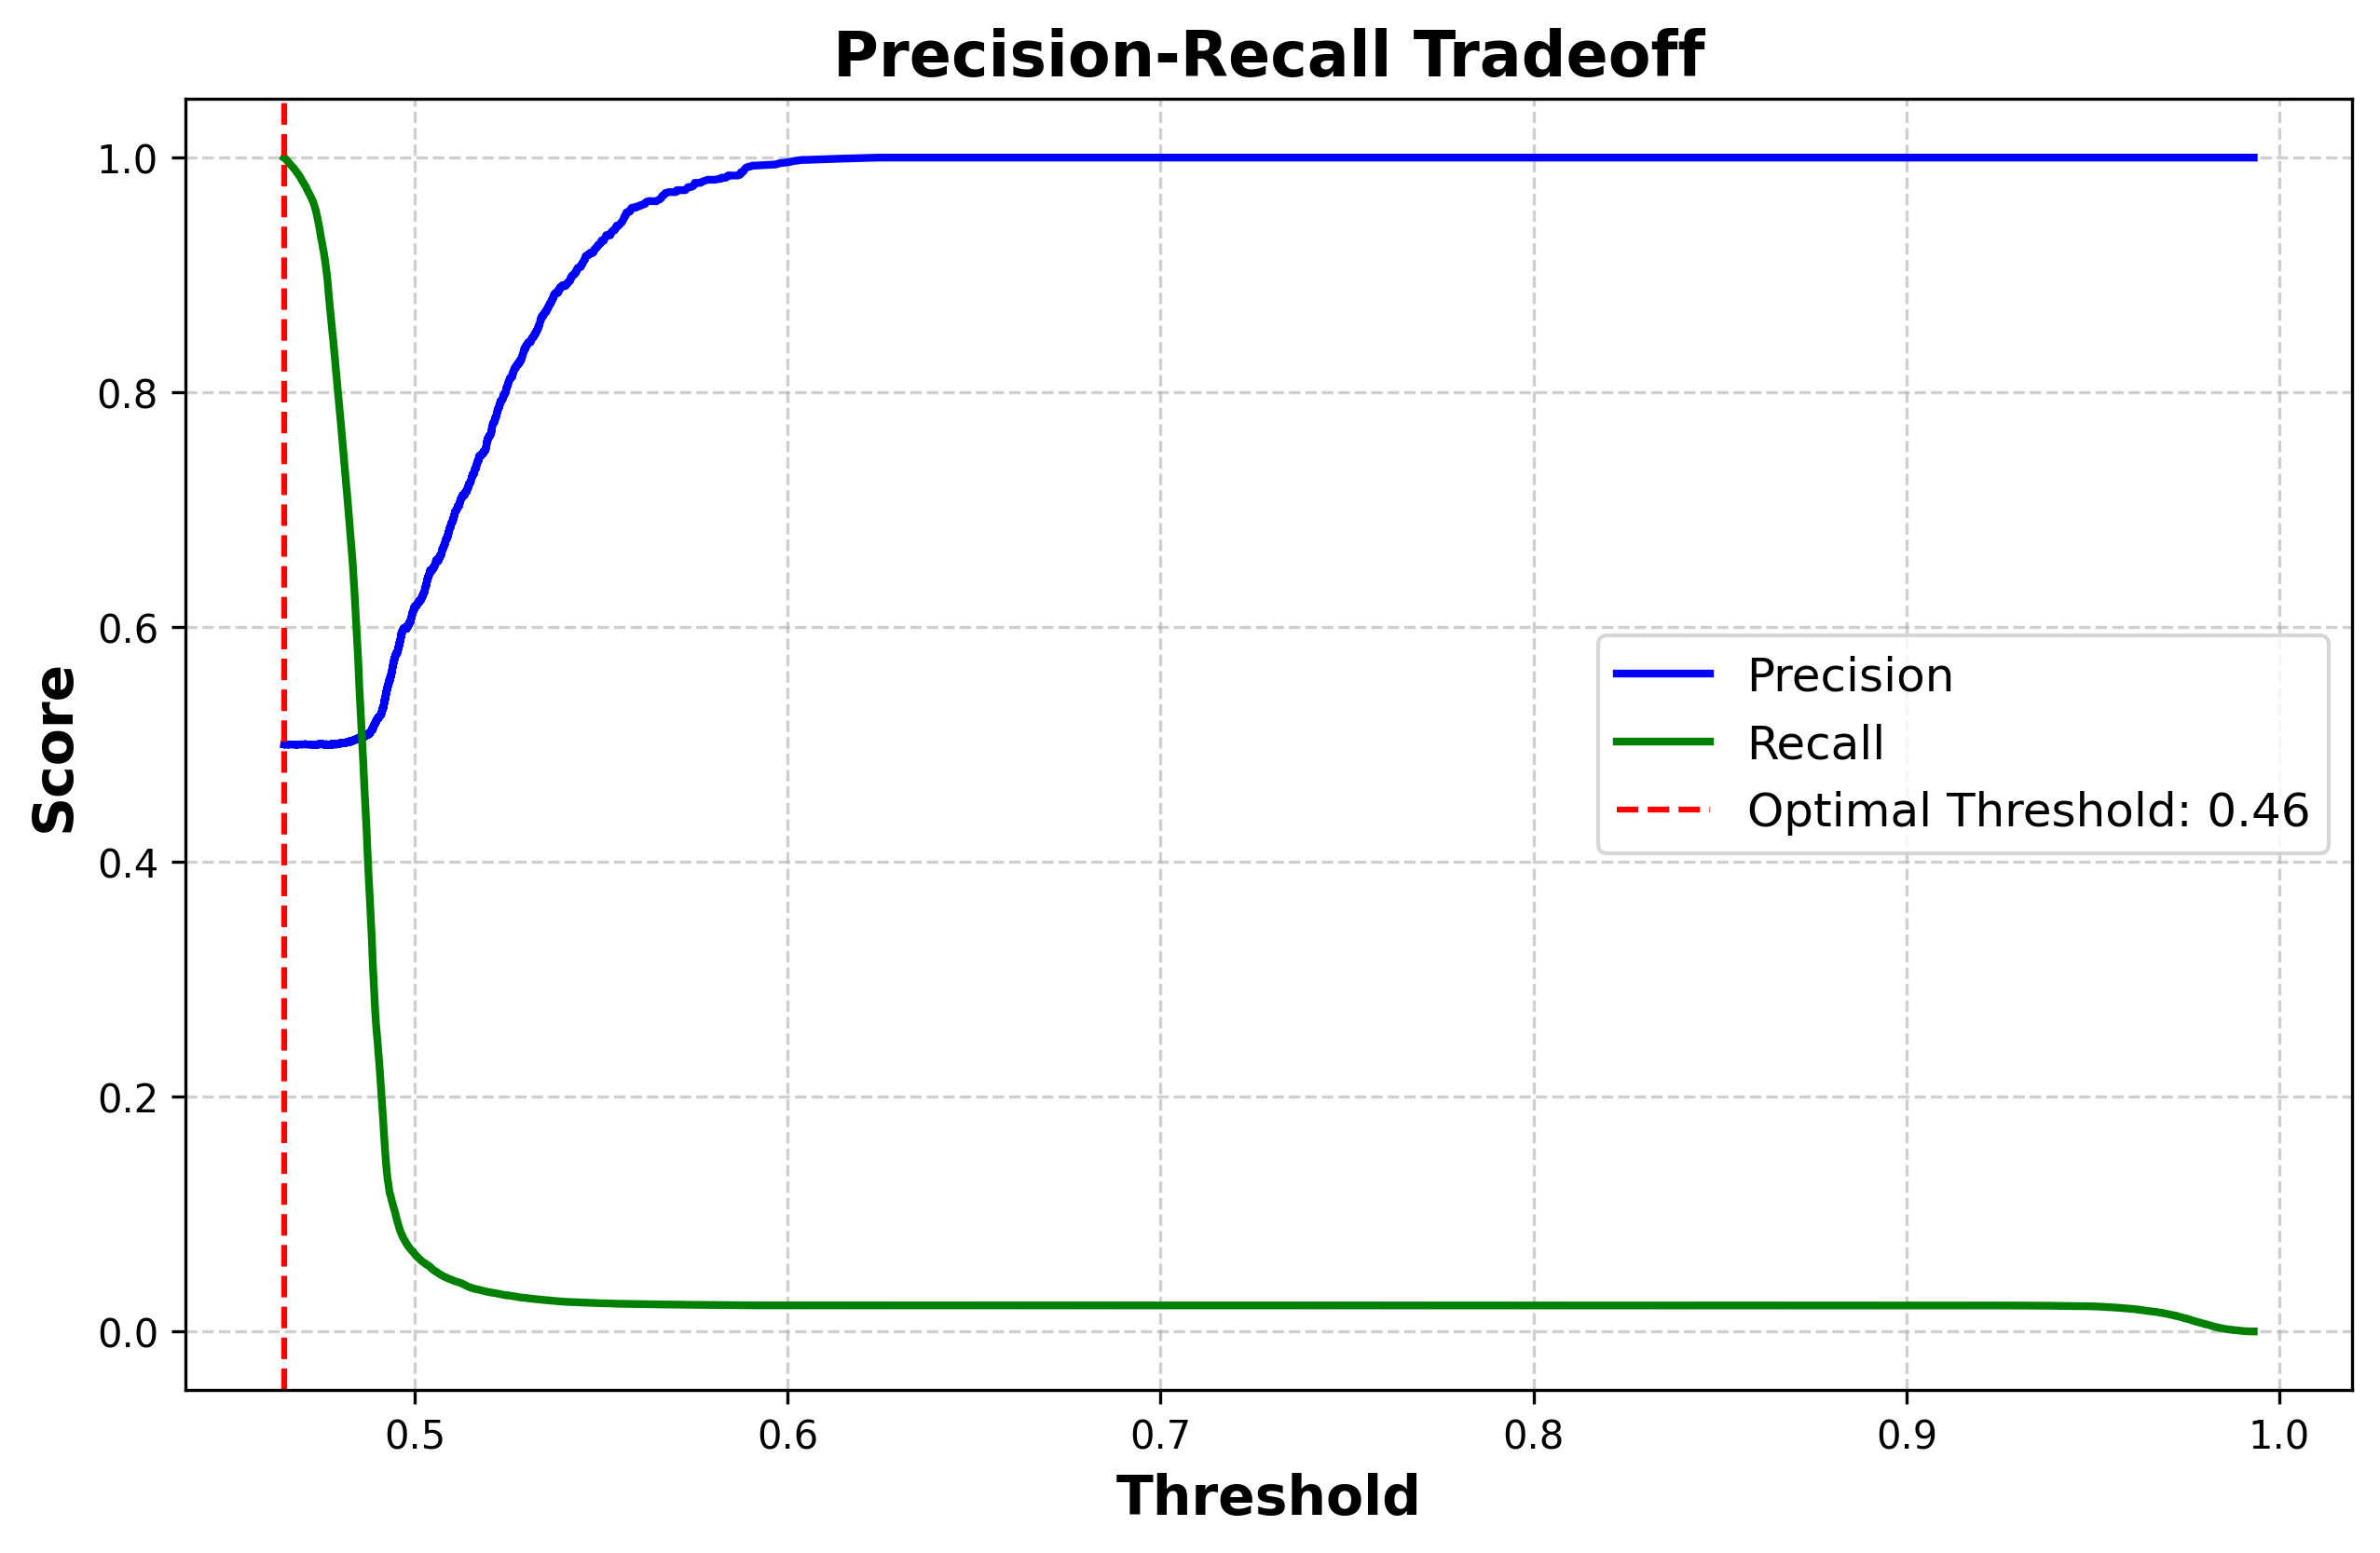 Precision-Recall Tradeoff
1.0
0.8
0.6
0.4
0.2
0.0
Score
Precision
Recall
Optimal Threshold: 0.46
0.5 0.6 0.7 0.8 0.9 1.0
Threshold